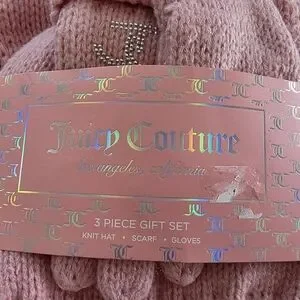 J
Juicy Couture
Los Angeles, California
3 PIECE GIFT SET
KNIT HAT • SCARF • GLOVES